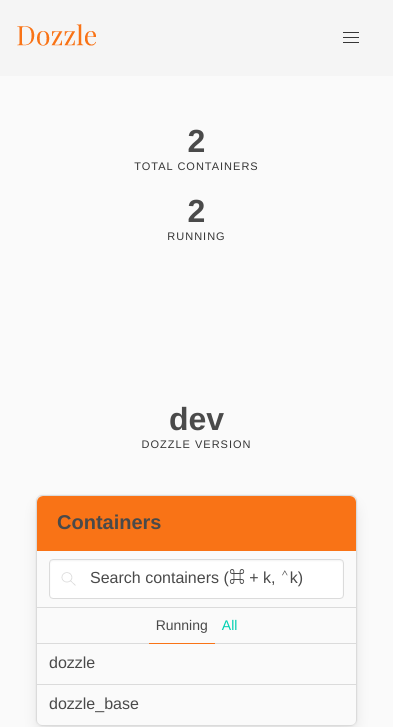 Dozzle
2
TOTAL CONTAINERS
2
RUNNING
dev
DOZZLE VERSION
Containers
Search containers (⌘ + k, ⌃k)
Running All
dozzle
dozzle_base